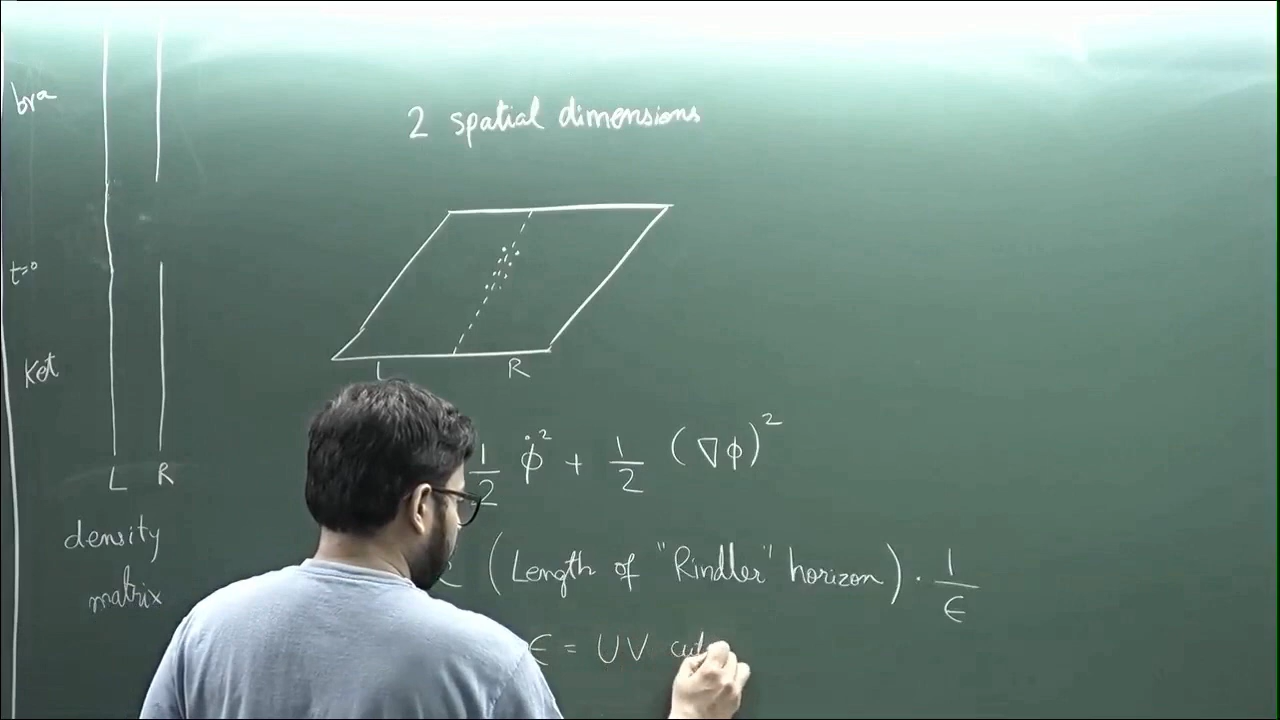 bra
t=0
Ket
L R
density
matrix
2 spatial dimensions
L R
1/2 φ̇² + 1/2 (∇φ)²
(Length of "Rindler" horizon) · 1/ϵ
ϵ = UV